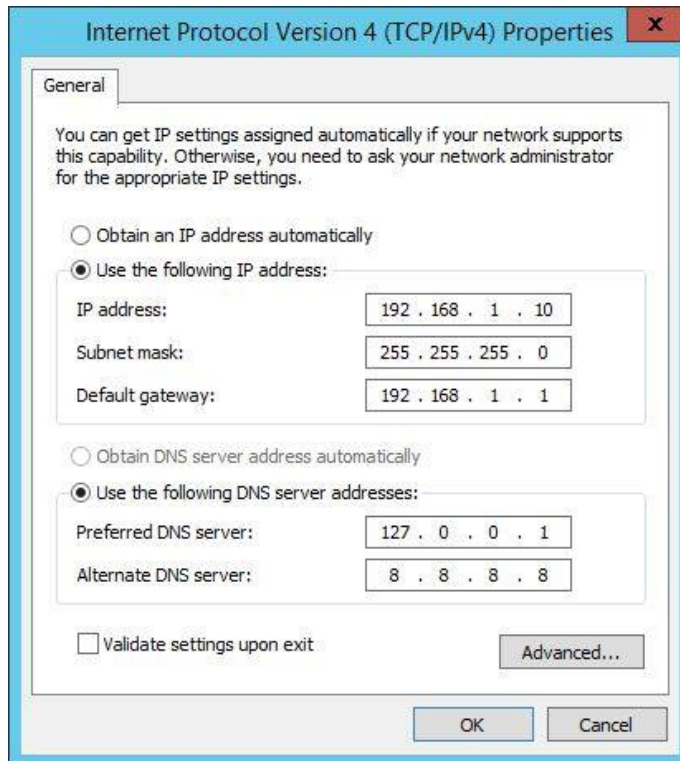 Internet Protocol Version 4 (TCP/IPv4) Properties
x
General
You can get IP settings assigned automatically if your network supports
this capability. Otherwise, you need to ask your network administrator
for the appropriate IP settings.
Obtain an IP address automatically
Use the following IP address:
IP address: 192 . 168 . 1 . 10
Subnet mask: 255 . 255 . 255 . 0
Default gateway: 192 . 168 . 1 . 1
Obtain DNS server address automatically
Use the following DNS server addresses:
Preferred DNS server: 127 . 0 . 0 . 1
Alternate DNS server: 8 . 8 . 8 . 8
Validate settings upon exit
Advanced...
OK Cancel